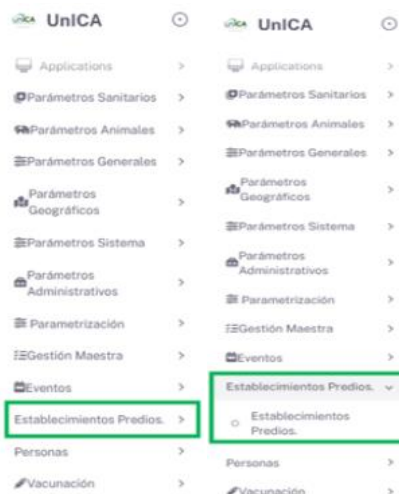 UnICA
Applications
Parámetros Sanitarios
Parámetros Animales
Parámetros Generales
Parámetros
Geográficos
Parámetros Sistema
Parámetros
Administrativos
Parametrización
Gestión Maestra
Eventos
Establecimientos Predios.
Personas
Vacunación
UnICA
Applications
Parámetros Sanitarios
Parámetros Animales
Parámetros Generales
Parámetros
Geográficos
Parámetros Sistema
Parámetros
Administrativos
Parametrización
Gestión Maestra
Eventos
Establecimientos Predios.
Establecimientos
Predios.
Personas
Vacunación